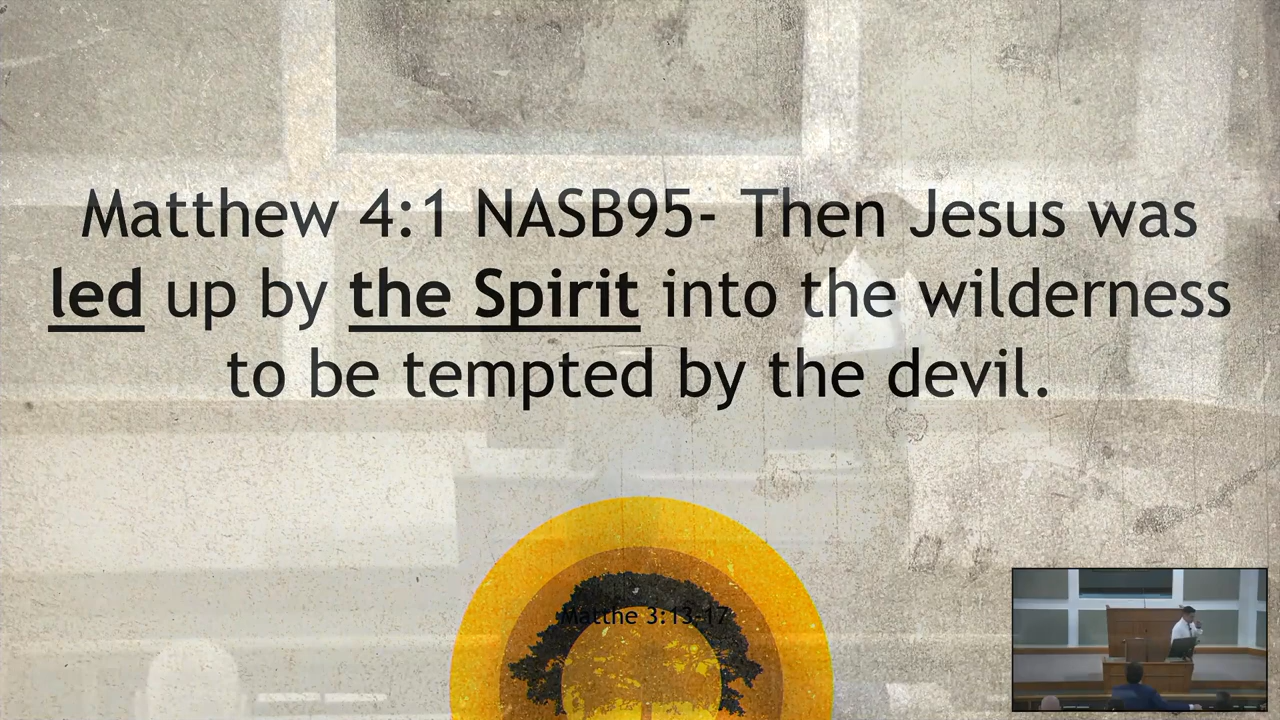 Matthew 4:1 NASB95- Then Jesus was
led up by the Spirit into the wilderness
to be tempted by the devil.
Matthe 3:13-17